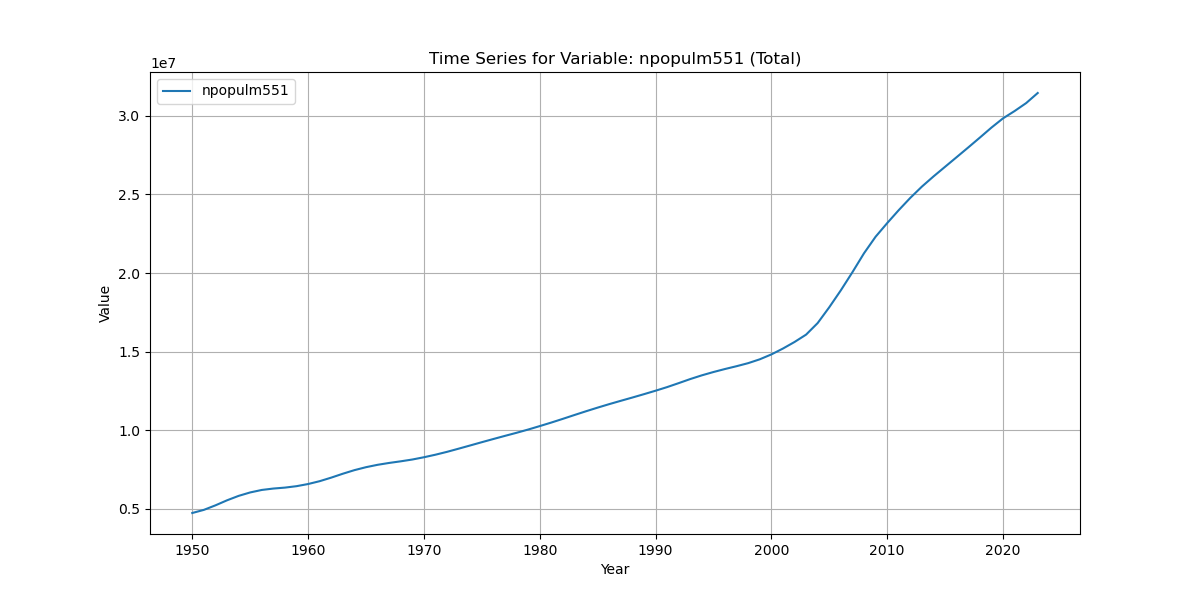 Time Series for Variable: npopulm551 (Total)
1e7
npopulm551
3.0
2.5
2.0
1.5
1.0
0.5
Value
1950 1960 1970 1980 1990 2000 2010 2020
Year